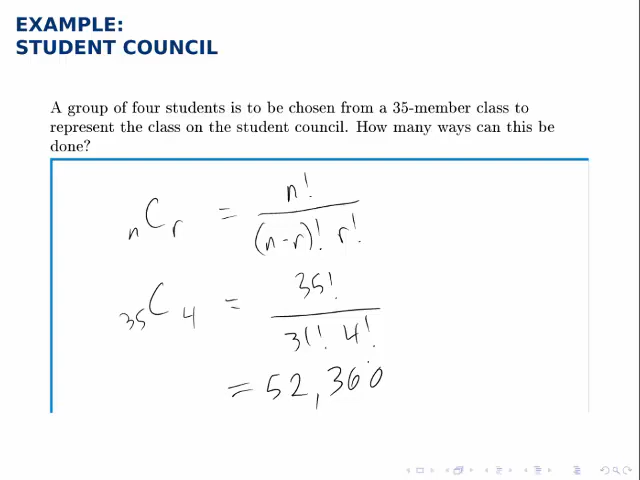 EXAMPLE:
STUDENT COUNCIL
A group of four students is to be chosen from a 35-member class to
represent the class on the student council. How many ways can this be
done?
nCr = n! / (n-r)! r!
35C4 = 35! / 31! 4!
= 52,360